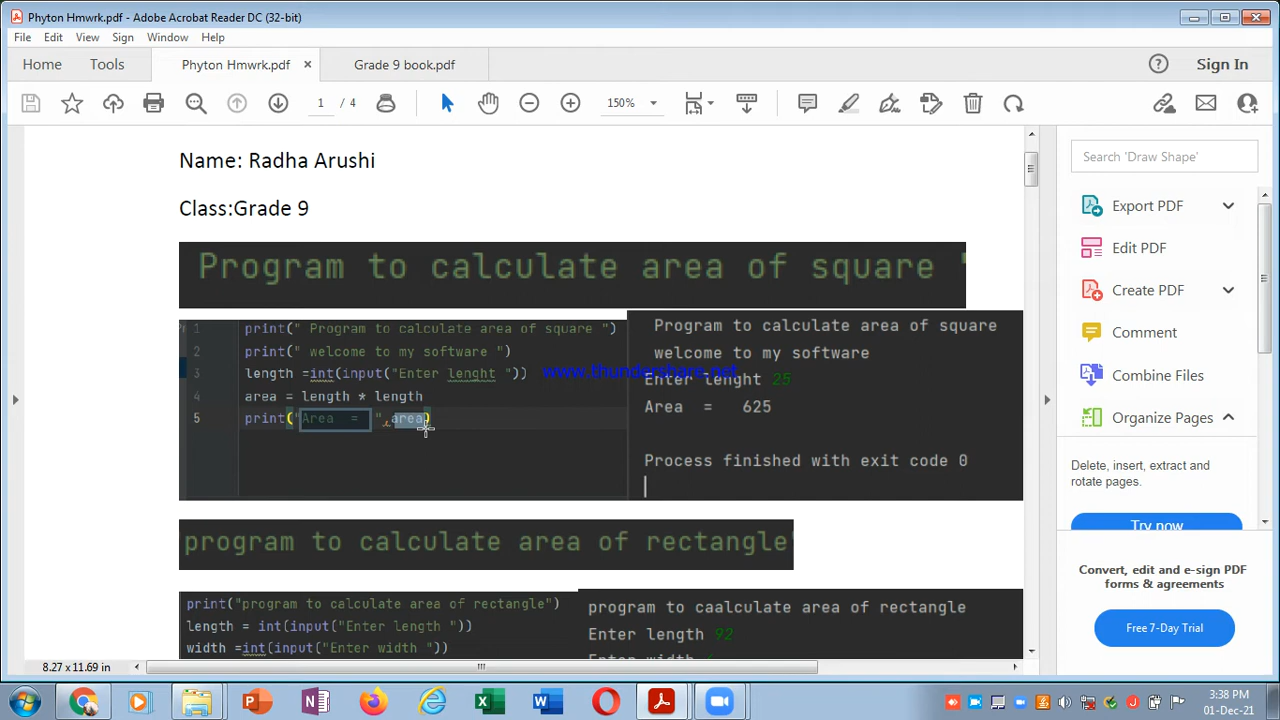 Phyton Hmwrk.pdf - Adobe Acrobat Reader DC (32-bit)
File Edit View Sign Window Help
Home Tools Phyton Hmwrk.pdf × Grade 9 book.pdf Sign In
1 / 4 150%
Name: Radha Arushi
Class:Grade 9
Program to calculate area of square "
1 print(" Program to calculate area of square ")
2 print(" welcome to my software ")
3 length =int(input("Enter lenght "))
4 area = length * length
5 print("Area = ", area)
Program to calculate area of square
welcome to my software
Enter lenght 25
Area = 625
Process finished with exit code 0
www.thundershare.net
program to calculate area of rectangle"
print("program to calculate area of rectangle")
length = int(input("Enter length "))
width =int(input("Enter width "))
program to caalculate area of rectangle
Enter length 92
Search 'Draw Shape'
Export PDF
Edit PDF
Create PDF
Comment
Combine Files
Organize Pages
Delete, insert, extract and
rotate pages.
Try now
Convert, edit and e-sign PDF
forms & agreements
Free 7-Day Trial
8.27 x 11.69 in
3:38 PM
01-Dec-21